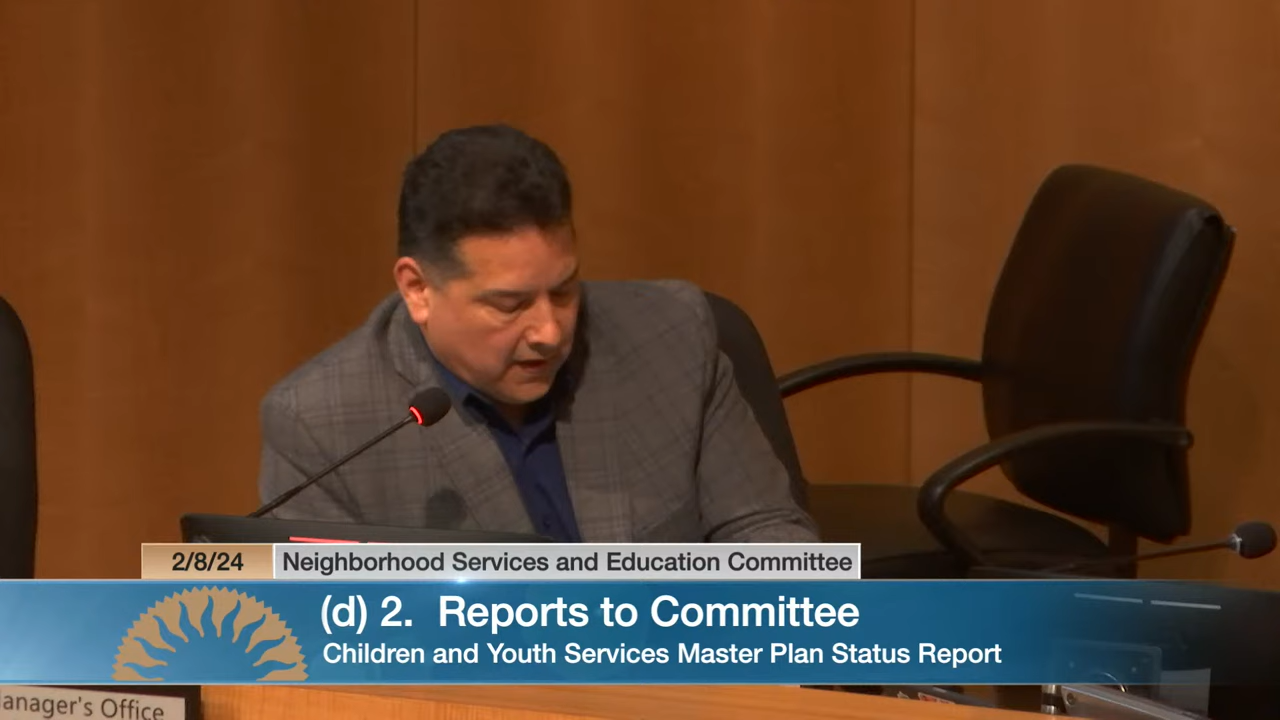 2/8/24
Neighborhood Services and Education Committee
(d) 2. Reports to Committee
Children and Youth Services Master Plan Status Report
anager's Office